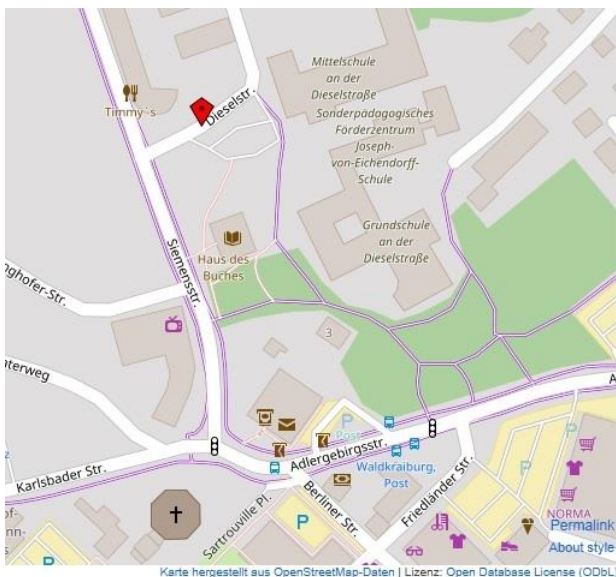 Mittelschule
an der
Dieselstraße
Timmy´s
Dieselstr.
Sonderpädagogisches
Förderzentrum
Joseph-
von-Eichendorff-
Schule
Grundschule
an der
Dieselstraße
Haus des
Buches
Siemensstr.
nghofer-Str.
3
nterweg
P
Post
Adlergebirgsstr.
A
Waldkraiburg,
Post
Karlsbader Str.
Sartrouville Pl.
Berliner Str.
Friedländer Str.
P
P
P
P
NORMA
Permalink
About style
Karte hergestellt aus OpenStreetMap-Daten | Lizenz: Open Database License (ODbL)